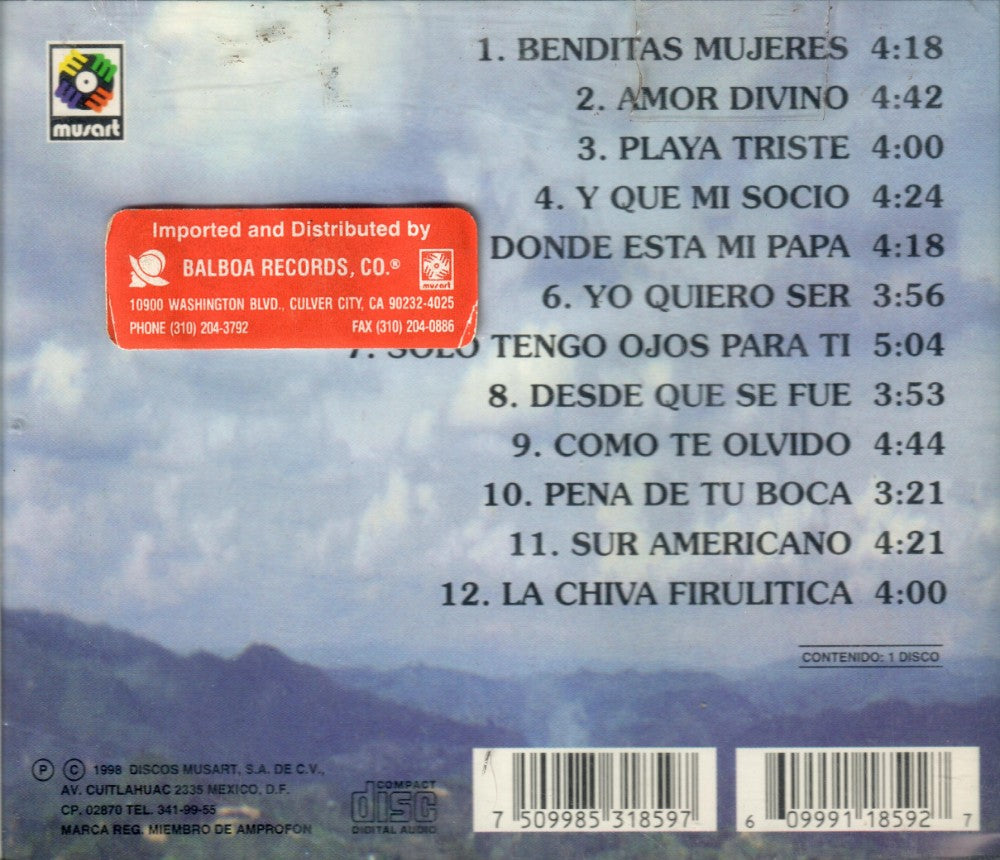 musart
1. BENDITAS MUJERES 4:18
2. AMOR DIVINO 4:42
3. PLAYA TRISTE 4:00
4. Y QUE MI SOCIO 4:24
DONDE ESTA MI PAPA 4:18
6. YO QUIERO SER 3:56
7. SOLO TENGO OJOS PARA TI 5:04
8. DESDE QUE SE FUE 3:53
9. COMO TE OLVIDO 4:44
10. PENA DE TU BOCA 3:21
11. SUR AMERICANO 4:21
12. LA CHIVA FIRULITICA 4:00
Imported and Distributed by
BALBOA RECORDS, CO.®
musart
10900 WASHINGTON BLVD., CULVER CITY, CA 90232-4025
PHONE (310) 204-3792 FAX (310) 204-0886
CONTENIDO: 1 DISCO
Ⓟ © 1998 DISCOS MUSART, S.A. DE C.V.,
AV. CUITLAHUAC 2335 MEXICO, D.F.
CP. 02870 TEL. 341-99-55
MARCA REG. MIEMBRO DE AMPROFON
COMPACT
disc
DIGITAL AUDIO
7 509985 318597
6 09991 18592 7